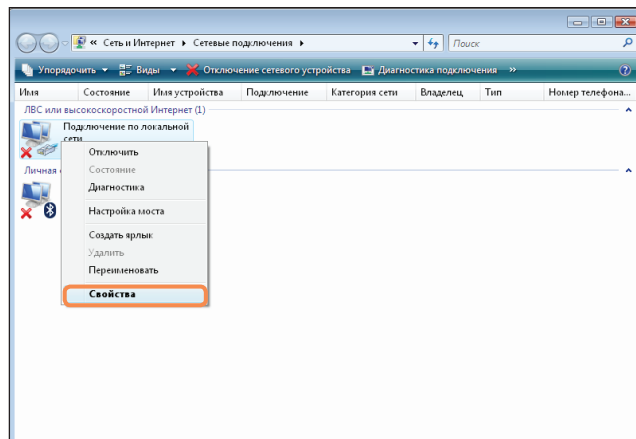 « Сеть и Интернет ▸ Сетевые подключения ▸ Поиск
Упорядочить Виды Отключение сетевого устройства Диагностика подключения »
Имя Состояние Имя устройства Подключение Категория сети Владелец Тип Номер телефона...
ЛВС или высокоскоростной Интернет (1)
Подключение по локальной
сети
Отключить
Личная
Состояние
Диагностика
Настройка моста
Создать ярлык
Удалить
Переименовать
Свойства